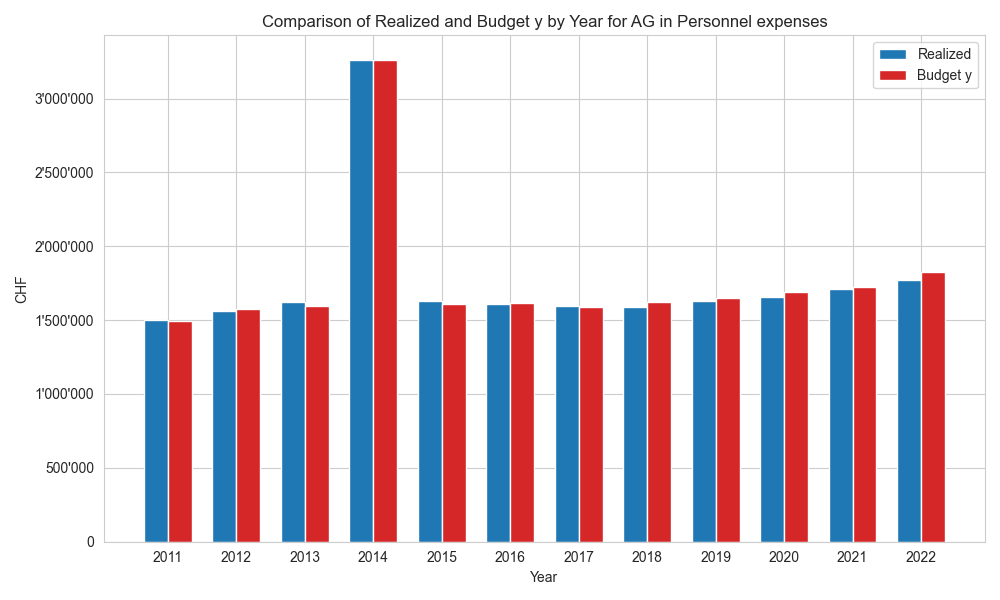 Comparison of Realized and Budget y by Year for AG in Personnel expenses
Realized
Budget y
CHF
3'000'000
2'500'000
2'000'000
1'500'000
1'000'000
500'000
0
2011 2012 2013 2014 2015 2016 2017 2018 2019 2020 2021 2022
Year